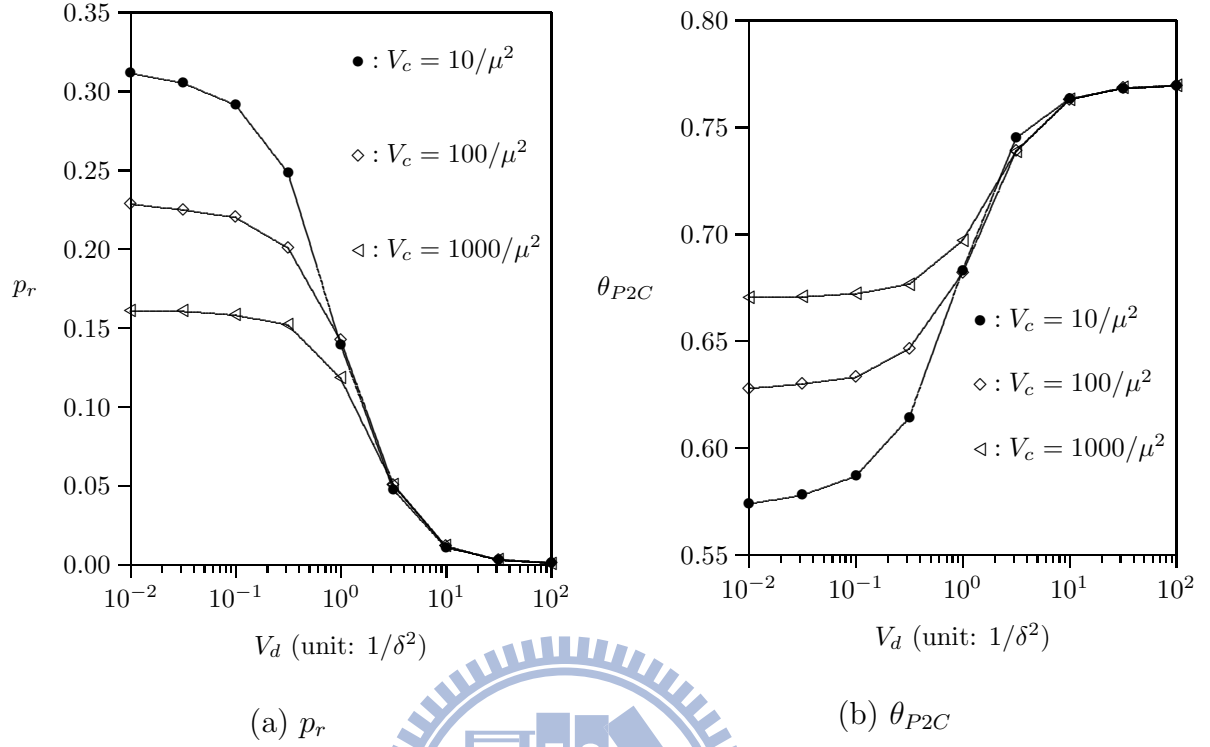 0.35
0.30
0.25
0.20
0.15
0.10
0.05
0.00
p_r
10^{-2}
10^{-1}
10^0
10^1
10^2
V_d (unit: 1/δ^2)
● : V_c = 10/μ^2
◇ : V_c = 100/μ^2
◁ : V_c = 1000/μ^2
(a) p_r
0.80
0.75
0.70
0.65
0.60
0.55
θ_{P2C}
10^{-2}
10^{-1}
10^0
10^1
10^2
V_d (unit: 1/δ^2)
● : V_c = 10/μ^2
◇ : V_c = 100/μ^2
◁ : V_c = 1000/μ^2
(b) θ_{P2C}